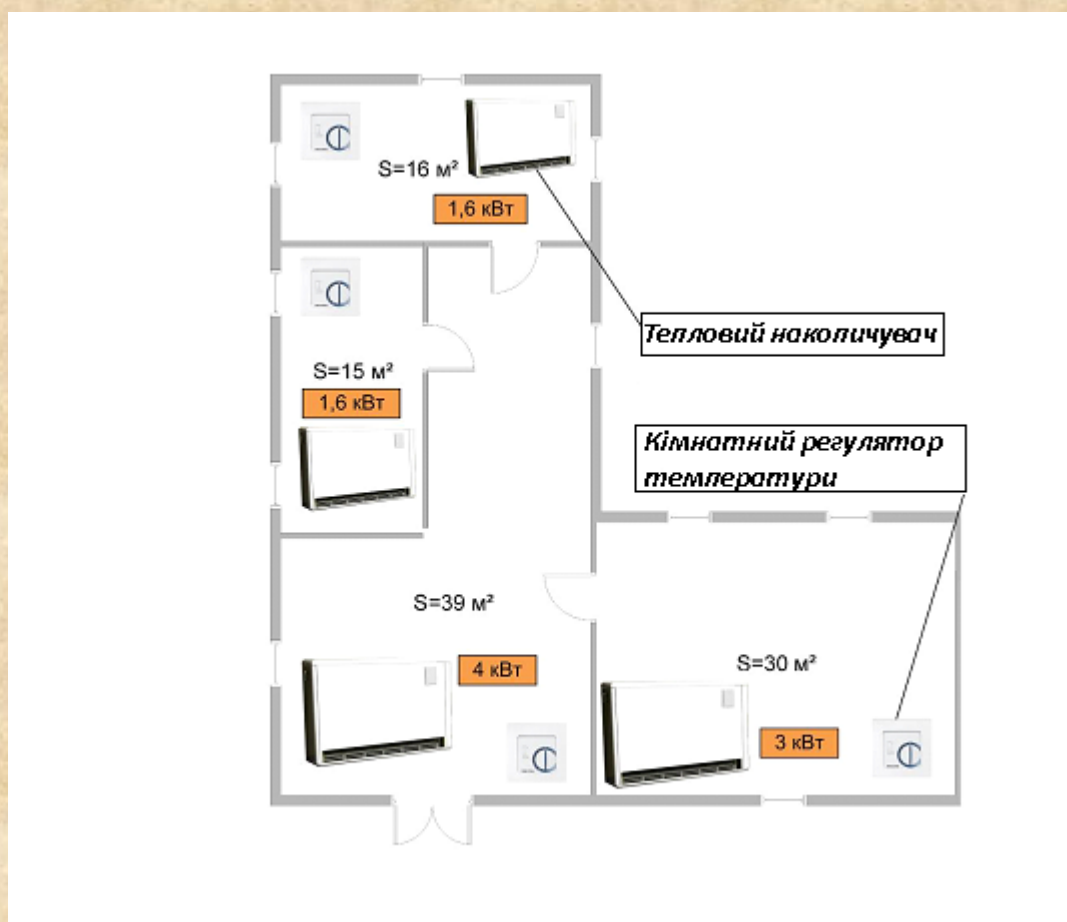 S=16 м²
1,6 кВт
Тепловий накопичувач
S=15 м²
1,6 кВт
Кімнатний регулятор
температури
S=39 м²
4 кВт
S=30 м²
3 кВт